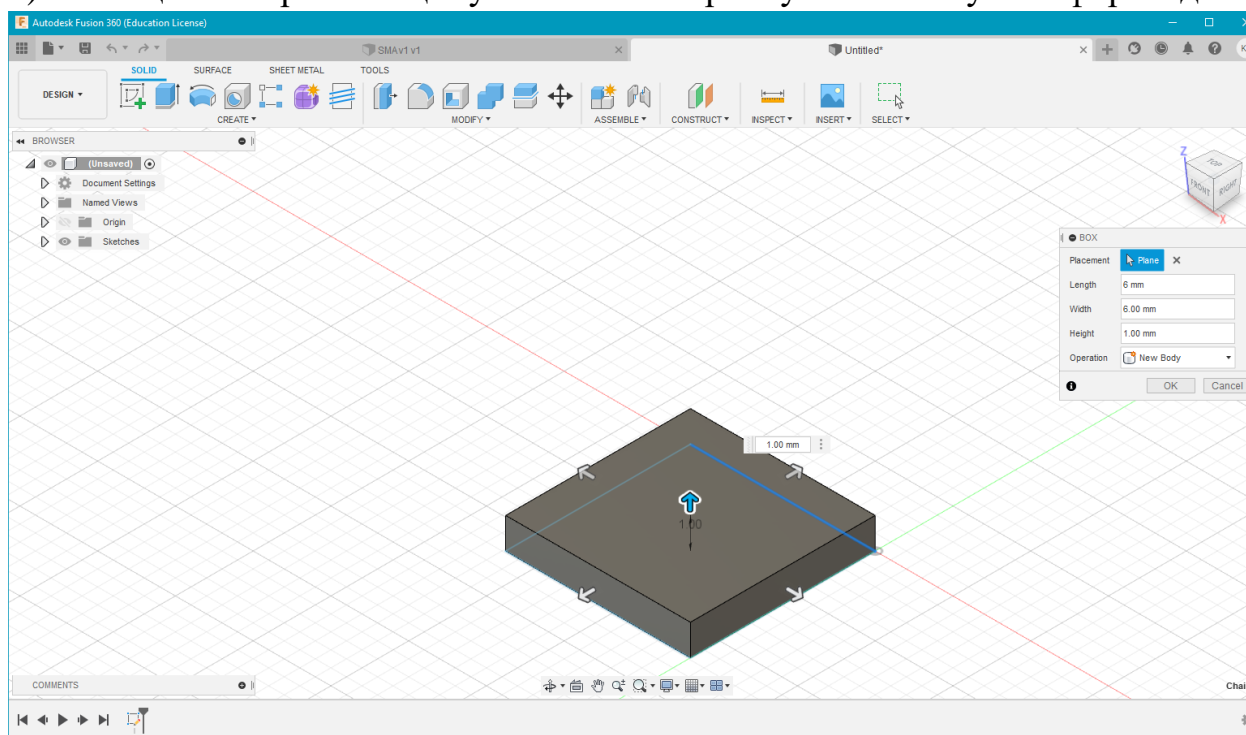 Autodesk Fusion 360 (Education License)
SMAv1 v1
Untitled*
DESIGN
SOLID SURFACE SHEET METAL TOOLS
CREATE MODIFY ASSEMBLE CONSTRUCT INSPECT INSERT SELECT
BROWSER
(Unsaved)
Document Settings
Named Views
Origin
Sketches
Z
TOP
FRONT
RIGHT
X
BOX
Placement Plane
Length 6 mm
Width 6.00 mm
Height 1.00 mm
Operation New Body
OK Cancel
1.00 mm
1.00
COMMENTS
Chai